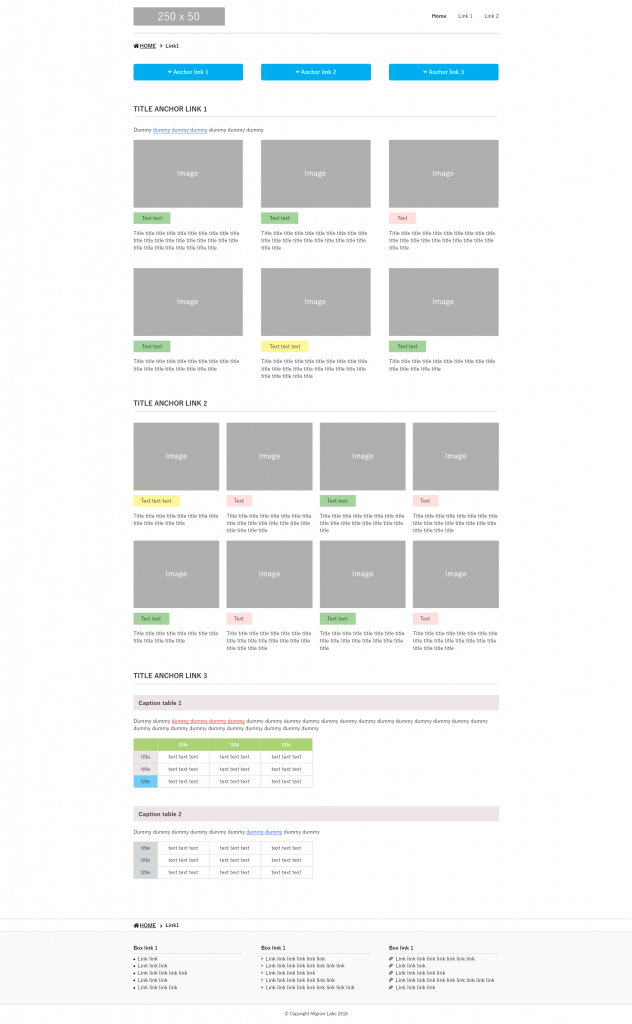 250 x 50
Home Link 1 Link 2
HOME > Link1
Anchor link 1 Anchor link 2 Anchor link 3
TITLE ANCHOR LINK 1
Dummy dummy dummy dummy dummy dummy dummy
Image Image Image
Text text Text text Text
Title title title title title title title title title title
title title title title title title title title title title
title title title title title title title title
Title title title title title title title title title title
title title title title title title title title title title
title title
Title title title title title title title title title title
title title title title title title title title title title
title title
Image Image Image
Text text Text text text Text text
Title title title title title title title title title title
title title title title title title title title
Title title title title title title title title title title
title title title title title title title title title title
title title title title title
Title title title title title title title title title title
title title title title title
TITLE ANCHOR LINK 2
Image Image Image Image
Text text text Text Text text Text
Title title title title title title title title
title title title title title
Title title title title title title title title
title title title title title title title title
title title title title
Title title title title title title title title
title title title title title title title title
title
Title title title title title title title title
title title title title title title title title
title title title title
Image Image Image Image
Text text Text Text text Text
Title title title title title title title title
title title title title title
Title title title title title title title title
title title title title title title title title
title title title title
Title title title title title title title title
title title title title title title title title
title title
Title title title title title title title title
title title title title title title title title
title title title title
TITLE ANCHOR LINK 3
Caption table 1
Dummy dummy dummy dummy dummy dummy dummy dummy dummy dummy dummy dummy dummy dummy dummy dummy dummy dummy dummy
dummy dummy dummy dummy dummy dummy dummy dummy dummy dummy
title title title
title text text text text text text text text text
title text text text text text text text text text
title text text text text text text text text text
Caption table 2
Dummy dummy dummy dummy dummy dummy dummy dummy dummy dummy
title text text text text text text text text text
title text text text text text text text text text
title text text text text text text text text text
HOME > Link1
Box link 1 Box link 1 Box link 1
Link link
Link link link
Link link link link link
Link link link
Link link link link
Link link link link link link
Link link link link link link link link
Link link link link link
Link link link link link link link
Link link link link link link link link link
Link link link link link link link link
Link link link
Link link link link link
Link link link link link link link link link link
Link link link link
© Copyright Allgrow Labo 2018